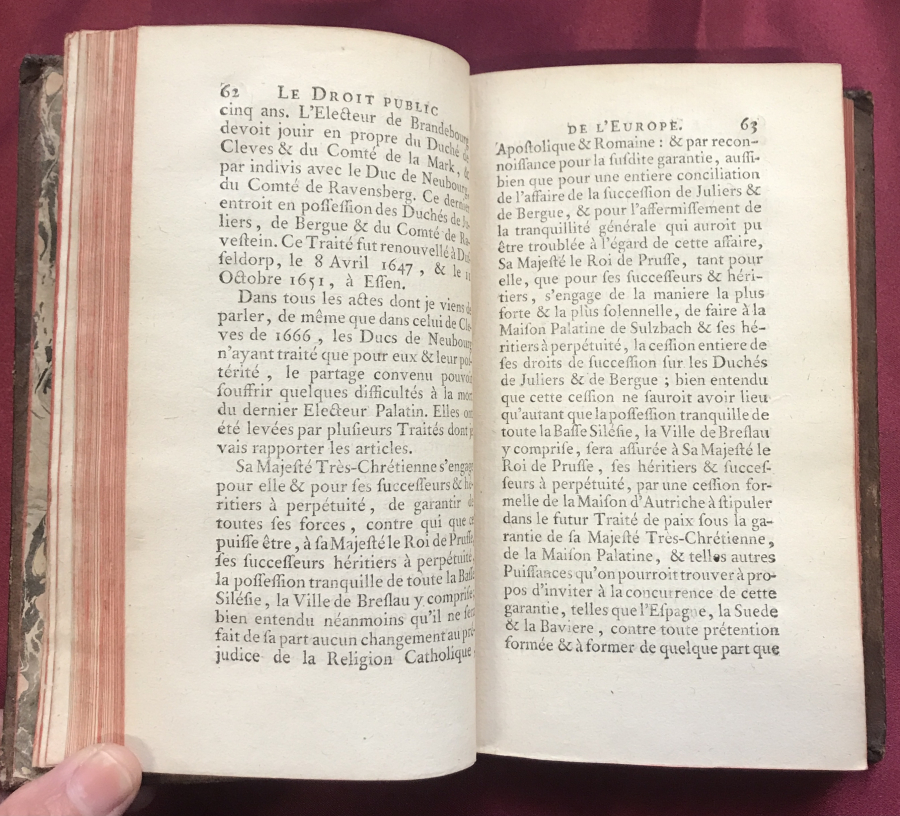 62 LE DROIT PUBLIC
cinq ans. L'Electeur de Brandebourg
devoit jouir en propre du Duché de
Cleves & du Comté de la Mark, &
par indivis avec le Duc de Neubourg,
du Comté de Ravensberg. Ce dernier
entroit en poſſeſſion des Duchés de Ju-
liers, de Bergue & du Comté de Ra-
veſtein. Ce Traité fut renouvellé à Duſ-
ſeldorp, le 8 Avril 1647, & le 11
Octobre 1651, à Eſſen.
Dans tous les actes dont je viens de
parler, de même que dans celui de Cle-
ves de 1666, les Ducs de Neubourg
n'ayant traité que pour eux & leur poſ-
térité, le partage convenu pouvoit
ſouffrir quelques difficultés à la mort
du dernier Electeur Palatin. Elles ont
été levées par pluſieurs Traités dont je
vais rapporter les articles.
Sa Majeſté Très-Chrétienne s'engage
pour elle & pour ſes ſucceſſeurs & hé-
ritiers à perpétuité, de garantir de
toutes ſes forces, contre qui que ce
puiſſe être, à ſa Majeſté le Roi de Pruſſe,
ſes ſucceſſeurs héritiers à perpétuité,
la poſſeſſion tranquille de toute la Baſſe
Siléſie, la Ville de Breſlau y compriſe,
bien entendu néanmoins qu'il ne ſera
fait de ſa part aucun changement au pré-
judice de la Religion Catholique
DE L'EUROPE. 63
Apoſtolique & Romaine : & par recon-
noiſſance pour la ſuſdite garantie, auſſi-
bien que pour une entiere conciliation
de l'affaire de la ſucceſſion de Juliers &
de Bergue, & pour l'affermiſſement de
la tranquillité générale qui auroit pu
être troublée à l'égard de cette affaire,
Sa Majeſté le Roi de Pruſſe, tant pour
elle, que pour ſes ſucceſſeurs & héri-
tiers, s'engage de la maniere la plus
forte & la plus ſolennelle, de faire à la
Maiſon Palatine de Sulzbach & ſes hé-
ritiers à perpétuité, la ceſſion entiere de
ſes droits de ſucceſſion ſur les Duchés
de Juliers & de Bergue ; bien entendu
que cette ceſſion ne ſauroit avoir lieu
qu'autant que la poſſeſſion tranquille de
toute la Baſſe Siléſie, la Ville de Breſlau
y compriſe, ſera aſſurée à Sa Majeſté le
Roi de Pruſſe, ſes héritiers & ſucceſ-
ſeurs à perpétuité, par une ceſſion for-
melle de la Maiſon d'Autriche à ſtipuler
dans le futur Traité de paix ſous la ga-
rantie de ſa Majeſté Très-Chrétienne,
de la Maiſon Palatine, & telles autres
Puiſſances qu'on pourroit trouver à pro-
pos d'inviter à la concurrence de cette
garantie, telles que l'Eſpagne, la Suede
& la Baviere, contre toute prétention
formée & à former de quelque part que